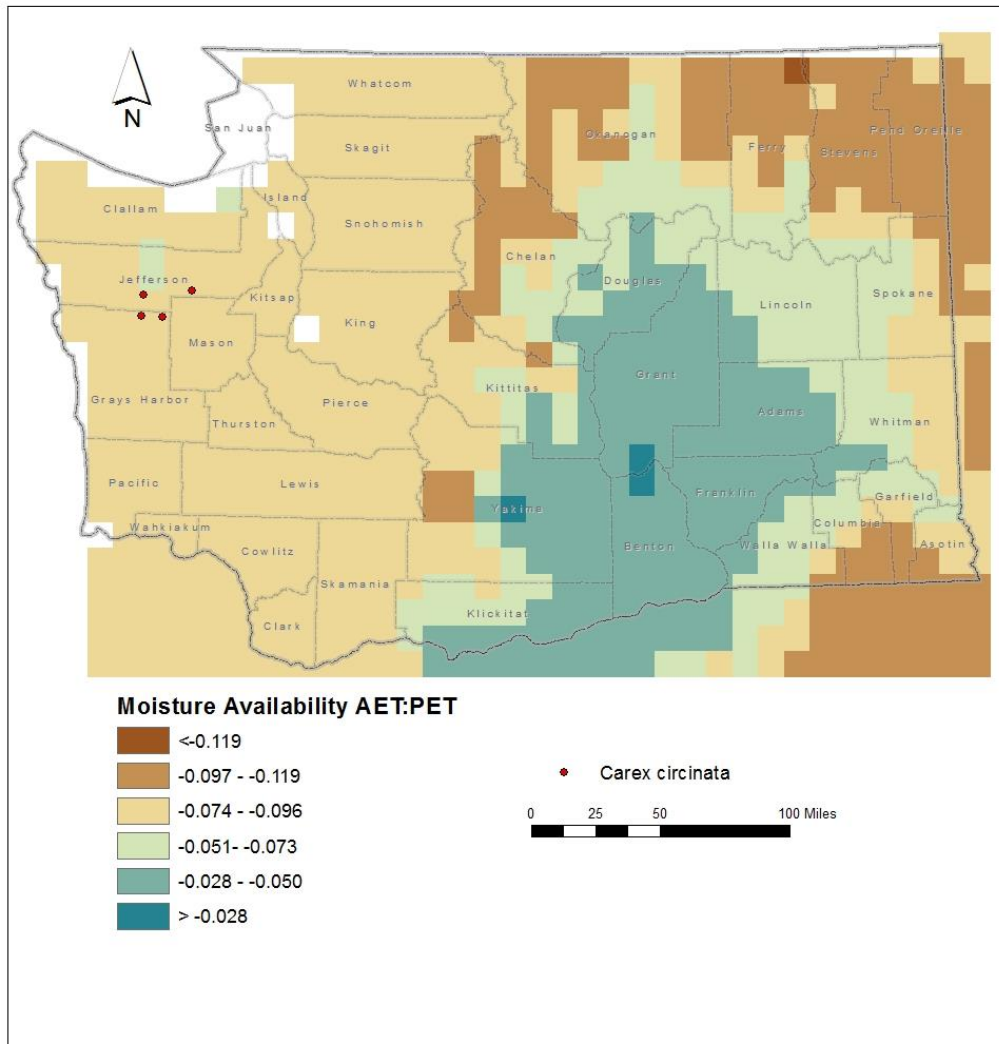 N
Whatcom
San Juan
Okanogan
Pend Oreille
Skagit
Ferry
Stevens
Island
Clallam
Snohomish
Chelan
Jefferson
Douglas
Kitsap
Lincoln
Spokane
King
Mason
Grant
Kittitas
Grays Harbor
Pierce
Adams
Thurston
Whitman
Pacific
Lewis
Franklin
Garfield
Yakima
Wahkiakum
Columbia
Cowlitz
Benton
Walla Walla
Asotin
Skamania
Klickitat
Clark
Moisture Availability AET:PET
<-0.119
-0.097 - -0.119
-0.074 - -0.096
-0.051- -0.073
-0.028 - -0.050
> -0.028
Carex circinata
0 25 50 100 Miles